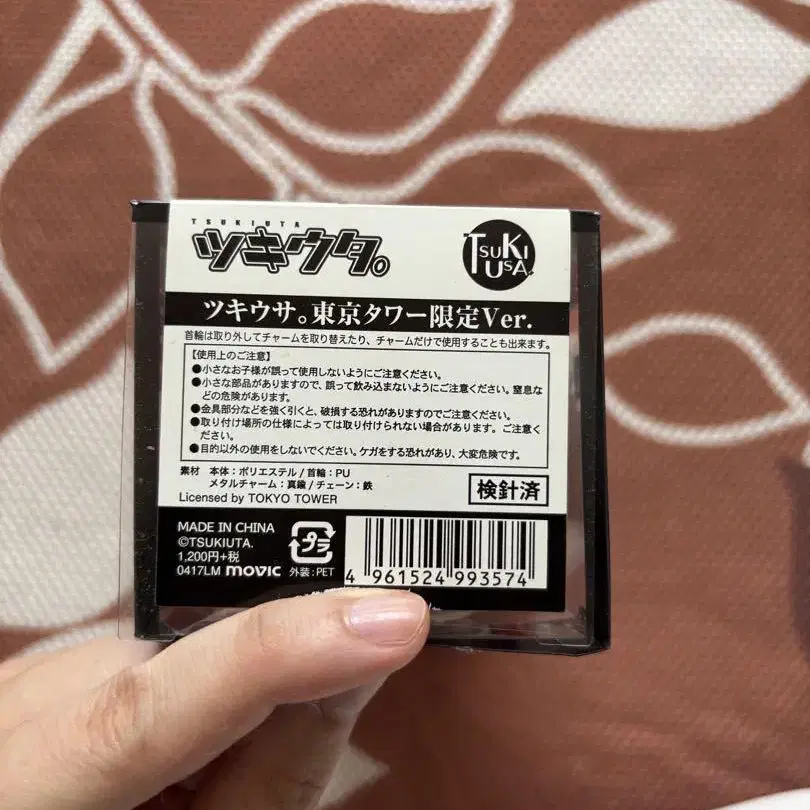 TSUKIUTA
ツキウタ。
TSUKI
USA.
ツキウサ。東京タワー限定Ver.
首輪は取り外してチャームを取り替えたり、チャームだけで使用することも出来ます。
【使用上のご注意】
●小さなお子様が誤って使用しないようにご注意ください。
●小さな部品がありますので、誤って飲み込まないようにご注意ください。窒息な
どの危険があります。
●金具部分などを強く引くと、破損する恐れがありますのでご注意ください。
●取り付け場所の仕様によっては取り付けられない場合があります。ご注意く
ださい。
●目的以外の使用をしないでください。ケガをする恐れがあり、大変危険です。
素材 本体：ポリエステル / 首輪：PU
メタルチャーム：真鍮 / チェーン：鉄
Licensed by TOKYO TOWER
検針済
MADE IN CHINA
©TSUKIUTA.
1,200円+税
0417LM movic
プラ
外装：PET
4 961524 993574